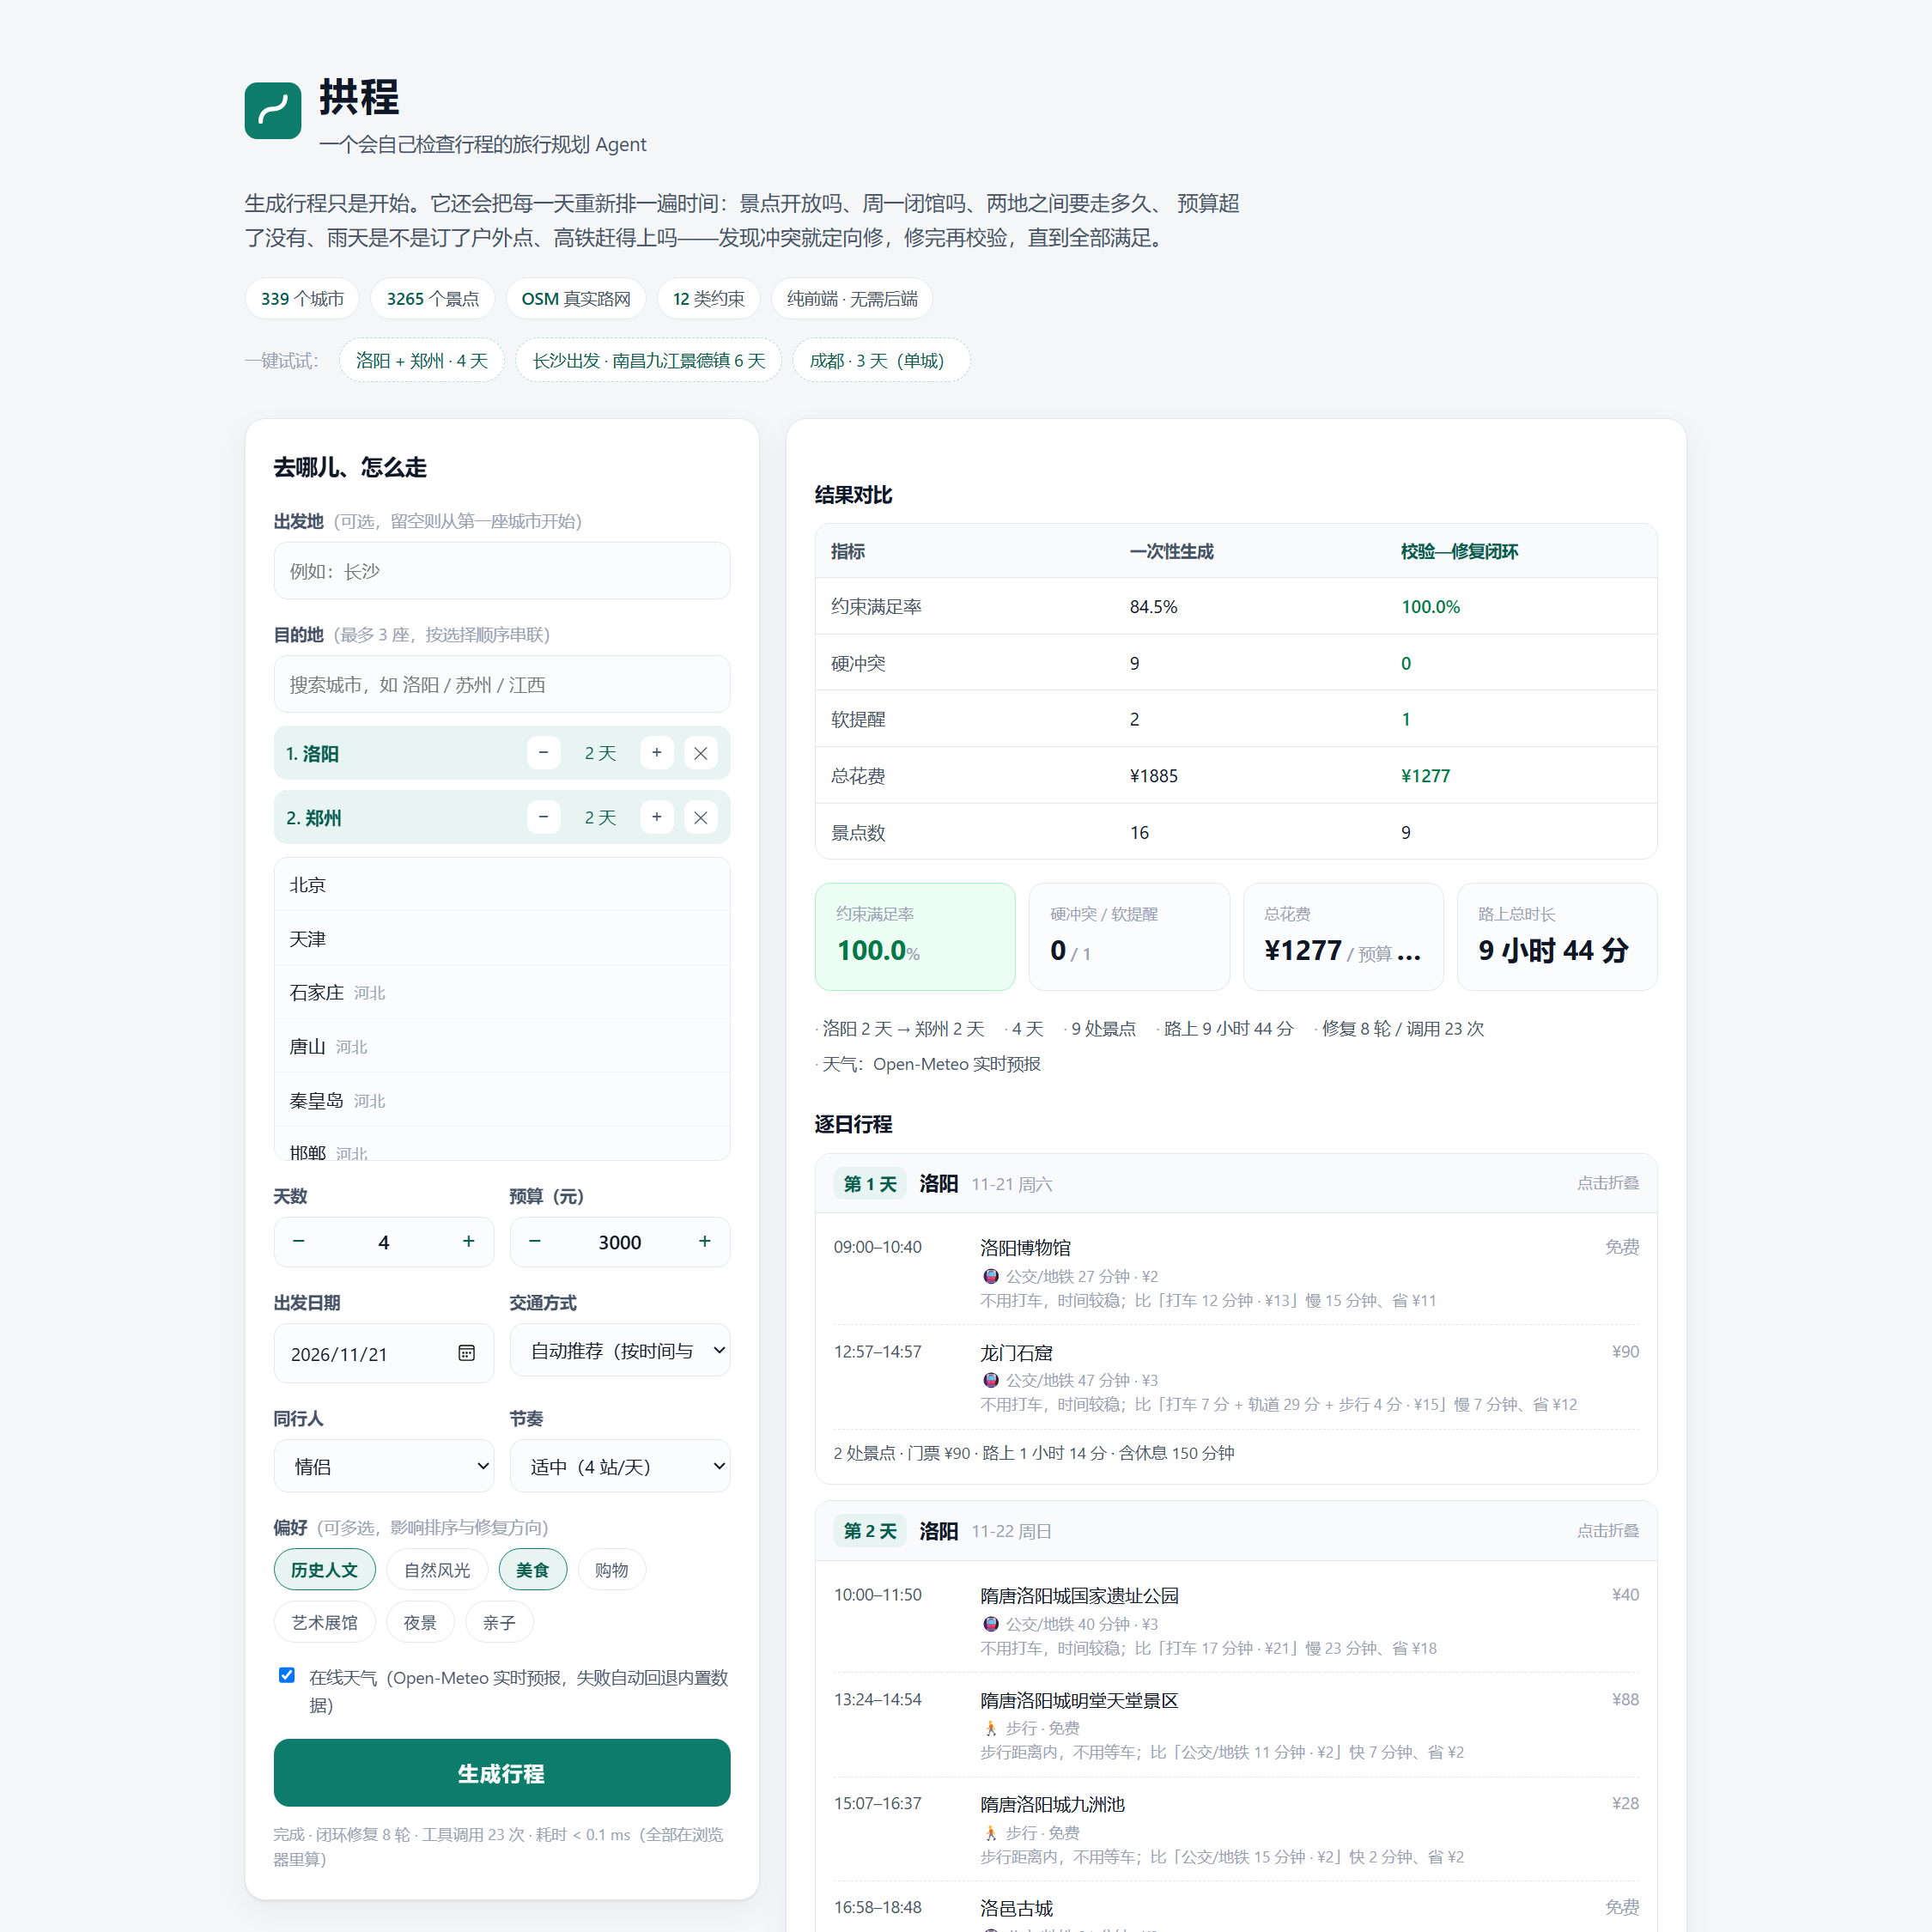 拱程
一个会自己检查行程的旅行规划 Agent
生成行程只是开始。它还会把每一天重新排一遍时间：景点开放吗、周一闭馆吗、两地之间要走多久、 预算超
了没有、雨天是不是订了户外点、高铁赶得上吗——发现冲突就定向修，修完再校验，直到全部满足。
339 个城市 3265 个景点 OSM 真实路网 12 类约束 纯前端 · 无需后端
一键试试： 洛阳 + 郑州 · 4 天 长沙出发 · 南昌九江景德镇 6 天 成都 · 3 天（单城）
去哪儿、怎么走
出发地（可选，留空则从第一座城市开始）
例如：长沙
目的地（最多 3 座，按选择顺序串联）
搜索城市，如 洛阳 / 苏州 / 江西
1. 洛阳 − 2 天 + ×
2. 郑州 − 2 天 + ×
北京
天津
石家庄 河北
唐山 河北
秦皇岛 河北
邯郸 河北
天数 预算（元）
− 4 + − 3000 +
出发日期 交通方式
2026/11/21 自动推荐（按时间与
同行人 节奏
情侣 适中（4 站/天）
偏好（可多选，影响排序与修复方向）
历史人文 自然风光 美食 购物
艺术展馆 夜景 亲子
在线天气（Open-Meteo 实时预报，失败自动回退内置数
据）
生成行程
完成 · 闭环修复 8 轮 · 工具调用 23 次 · 耗时 < 0.1 ms（全部在浏览
器里算）
结果对比
指标 一次性生成 校验—修复闭环
约束满足率 84.5% 100.0%
硬冲突 9 0
软提醒 2 1
总花费 ¥1885 ¥1277
景点数 16 9
约束满足率 硬冲突 / 软提醒 总花费 路上总时长
100.0% 0 / 1 ¥1277 / 预算 ... 9 小时 44 分
· 洛阳 2 天 → 郑州 2 天 · 4 天 · 9 处景点 · 路上 9 小时 44 分 · 修复 8 轮 / 调用 23 次
· 天气：Open-Meteo 实时预报
逐日行程
第 1 天 洛阳 11-21 周六 点击折叠
09:00–10:40 洛阳博物馆 免费
公交/地铁 27 分钟 · ¥2
不用打车，时间较稳；比「打车 12 分钟 · ¥13」慢 15 分钟、省 ¥11
12:57–14:57 龙门石窟 ¥90
公交/地铁 47 分钟 · ¥3
不用打车，时间较稳；比「打车 7 分 + 轨道 29 分 + 步行 4 分 · ¥15」慢 7 分钟、省 ¥12
2 处景点 · 门票 ¥90 · 路上 1 小时 14 分 · 含休息 150 分钟
第 2 天 洛阳 11-22 周日 点击折叠
10:00–11:50 隋唐洛阳城国家遗址公园 ¥40
公交/地铁 40 分钟 · ¥3
不用打车，时间较稳；比「打车 17 分钟 · ¥21」慢 23 分钟、省 ¥18
13:24–14:54 隋唐洛阳城明堂天堂景区 ¥88
步行 · 免费
步行距离内，不用等车；比「公交/地铁 11 分钟 · ¥2」快 7 分钟、省 ¥2
15:07–16:37 隋唐洛阳城九洲池 ¥28
步行 · 免费
步行距离内，不用等车；比「公交/地铁 15 分钟 · ¥2」快 2 分钟、省 ¥2
16:58–18:48 洛邑古城 免费